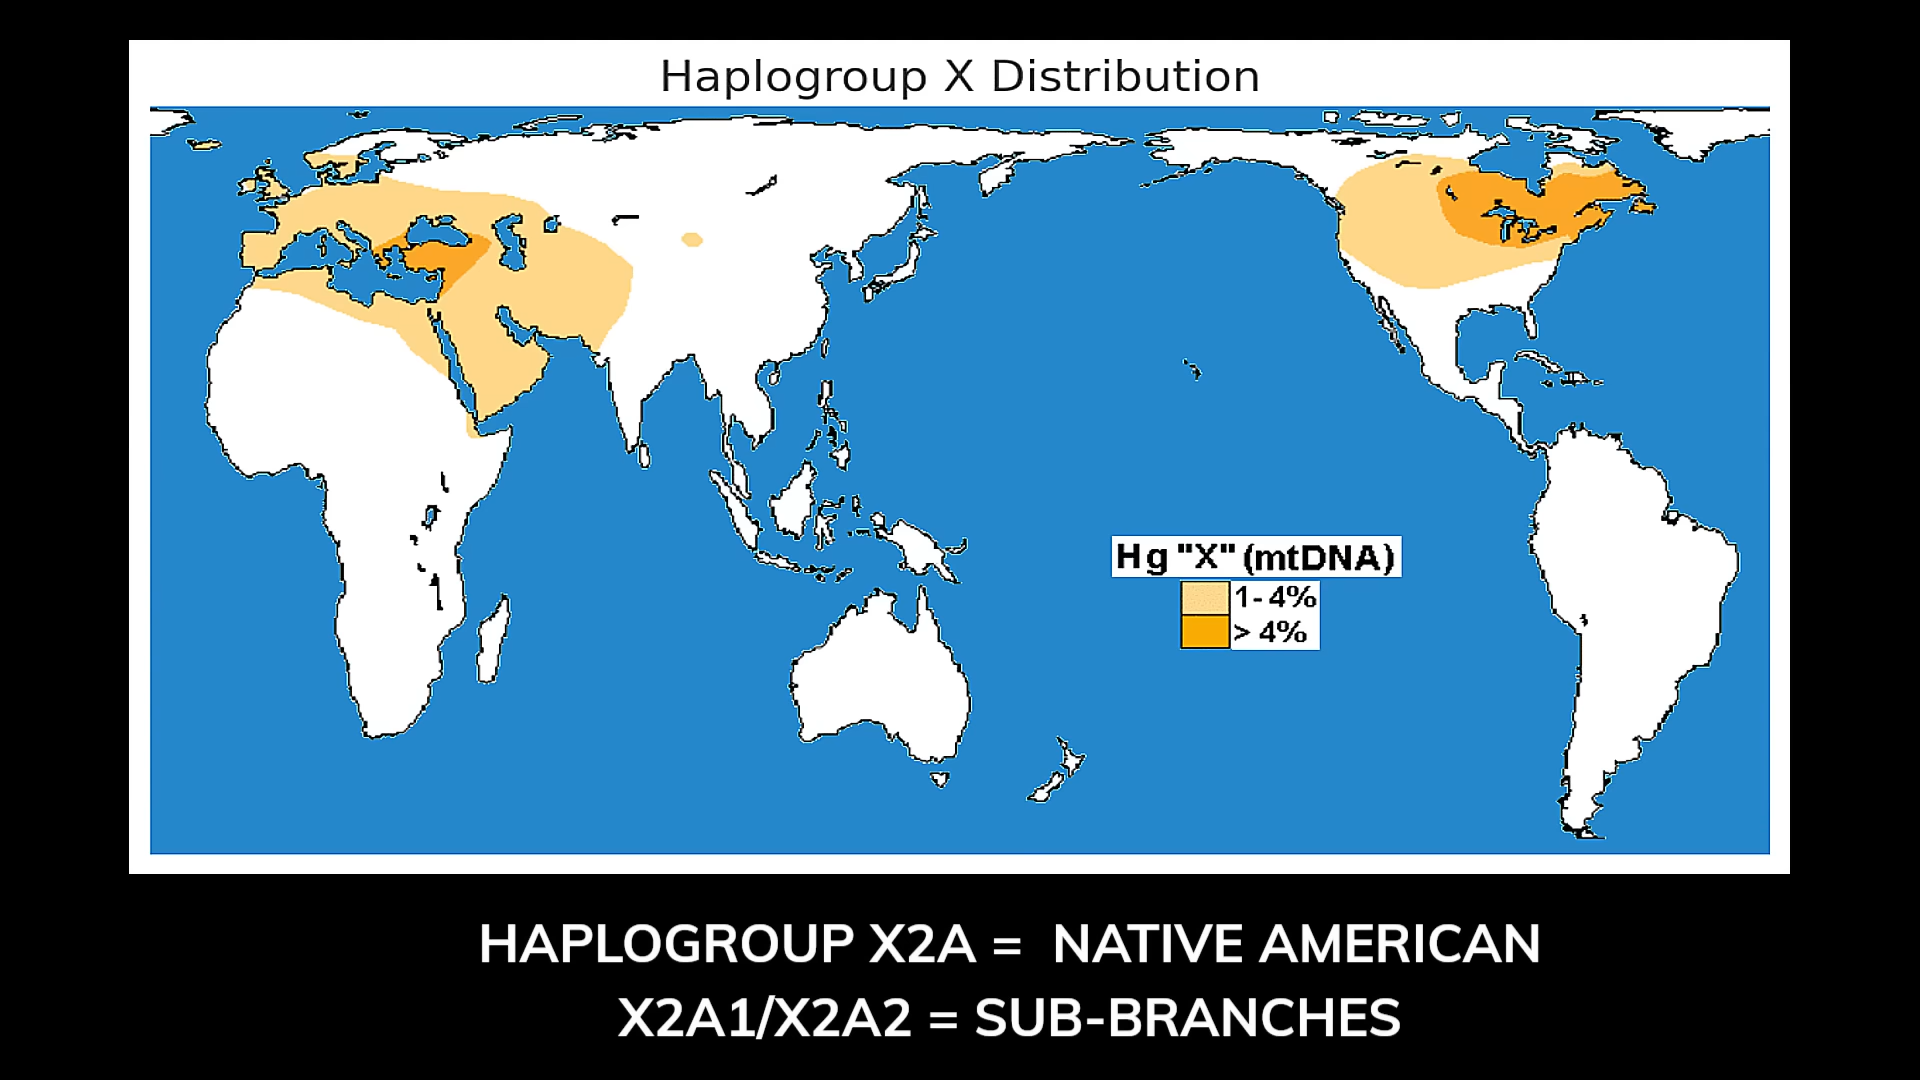 Haplogroup X Distribution
Hg "X" (mtDNA)
1-4%
> 4%
HAPLOGROUP X2A = NATIVE AMERICAN
X2A1/X2A2 = SUB-BRANCHES